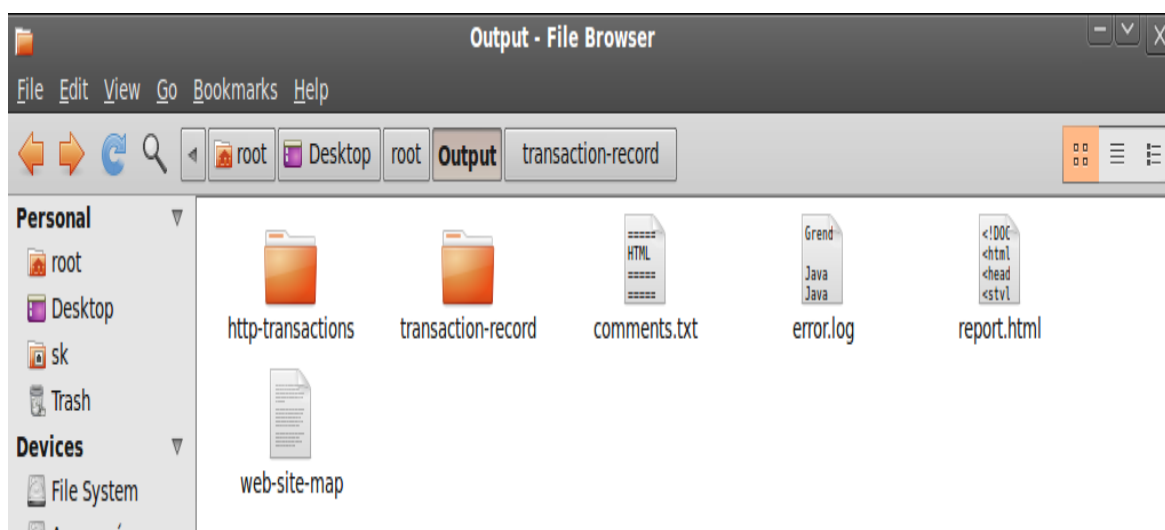 Output - File Browser
File Edit View Go Bookmarks Help
root Desktop root Output transaction-record
Personal
root
Desktop
sk
Trash
Devices
File System
=====
HTML
=====
=====
Grend
Java
Java
<!DOC
<html
<head
<styl
http-transactions transaction-record comments.txt error.log report.html
web-site-map